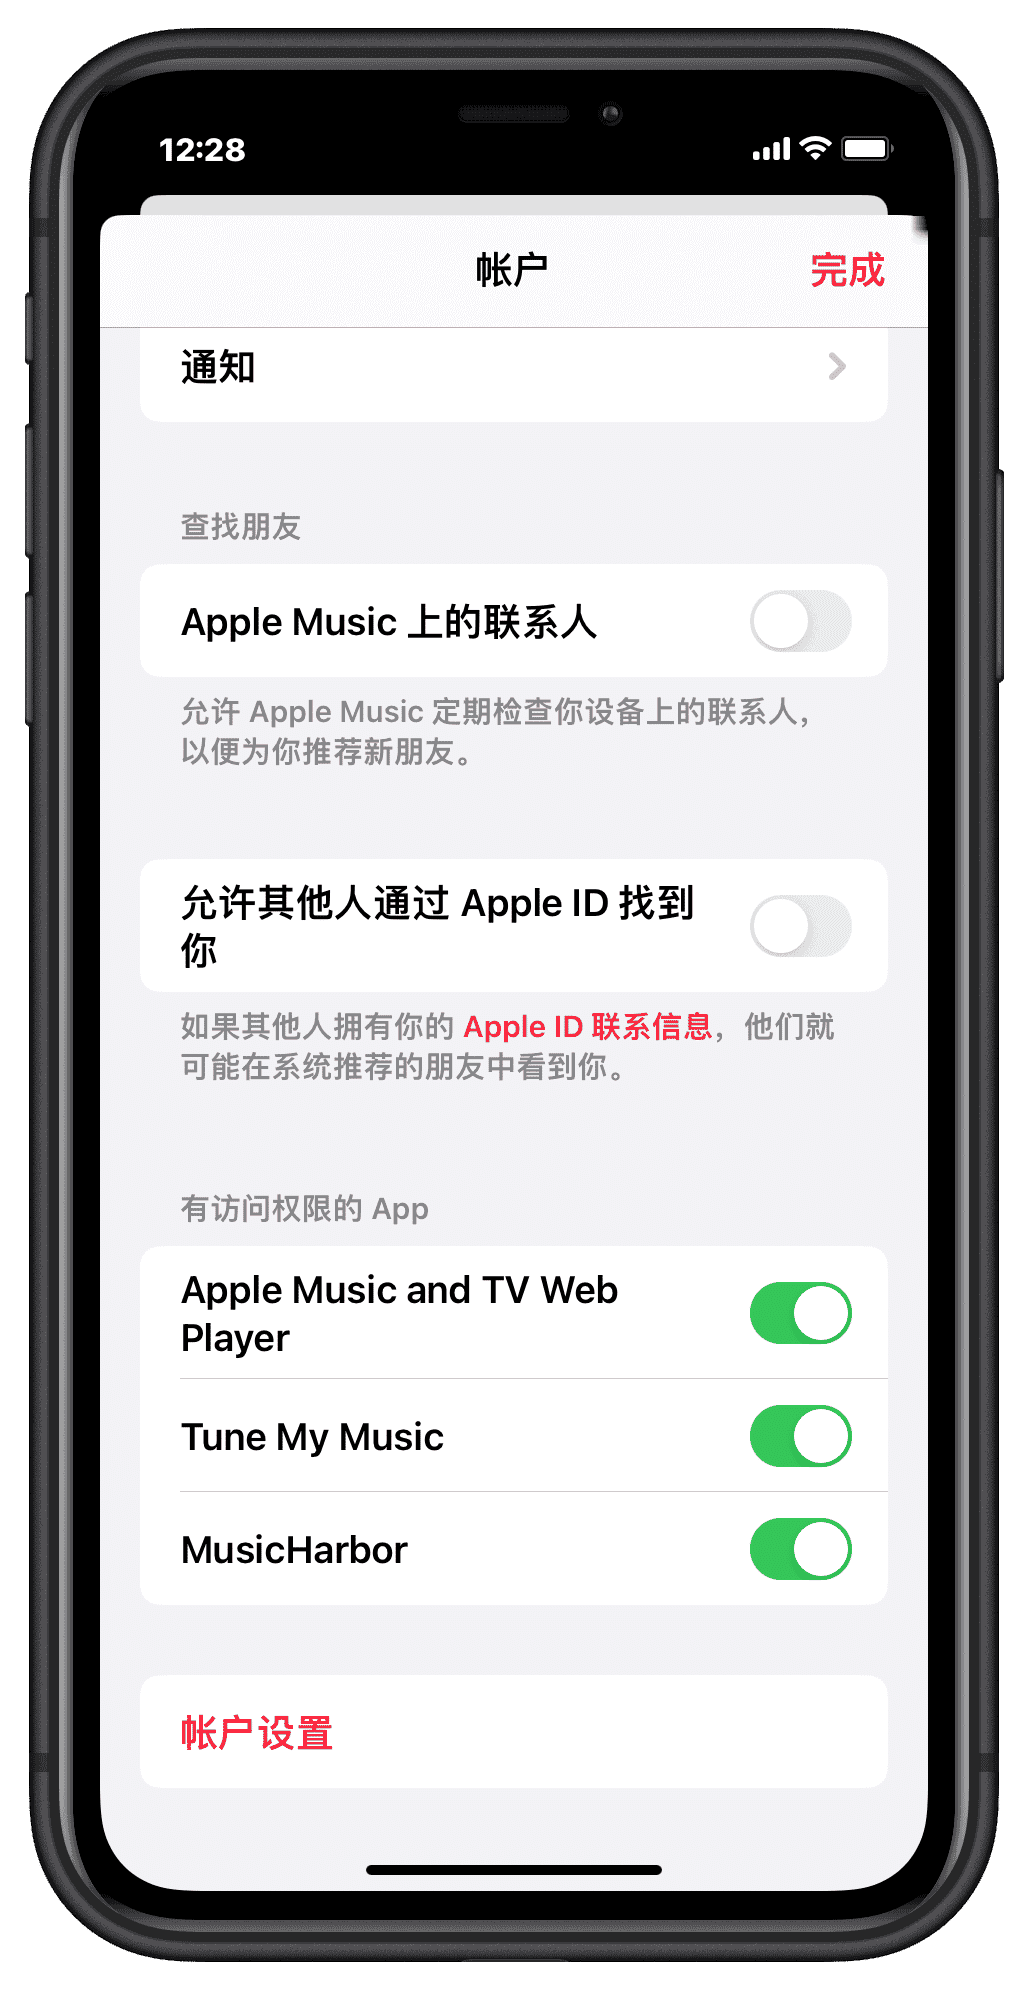 12:28
帐户
完成
通知
查找朋友
Apple Music 上的联系人
允许 Apple Music 定期检查你设备上的联系人，
以便为你推荐新朋友。
允许其他人通过 Apple ID 找到
你
如果其他人拥有你的 Apple ID 联系信息，他们就
可能在系统推荐的朋友中看到你。
有访问权限的 App
Apple Music and TV Web
Player
Tune My Music
MusicHarbor
帐户设置